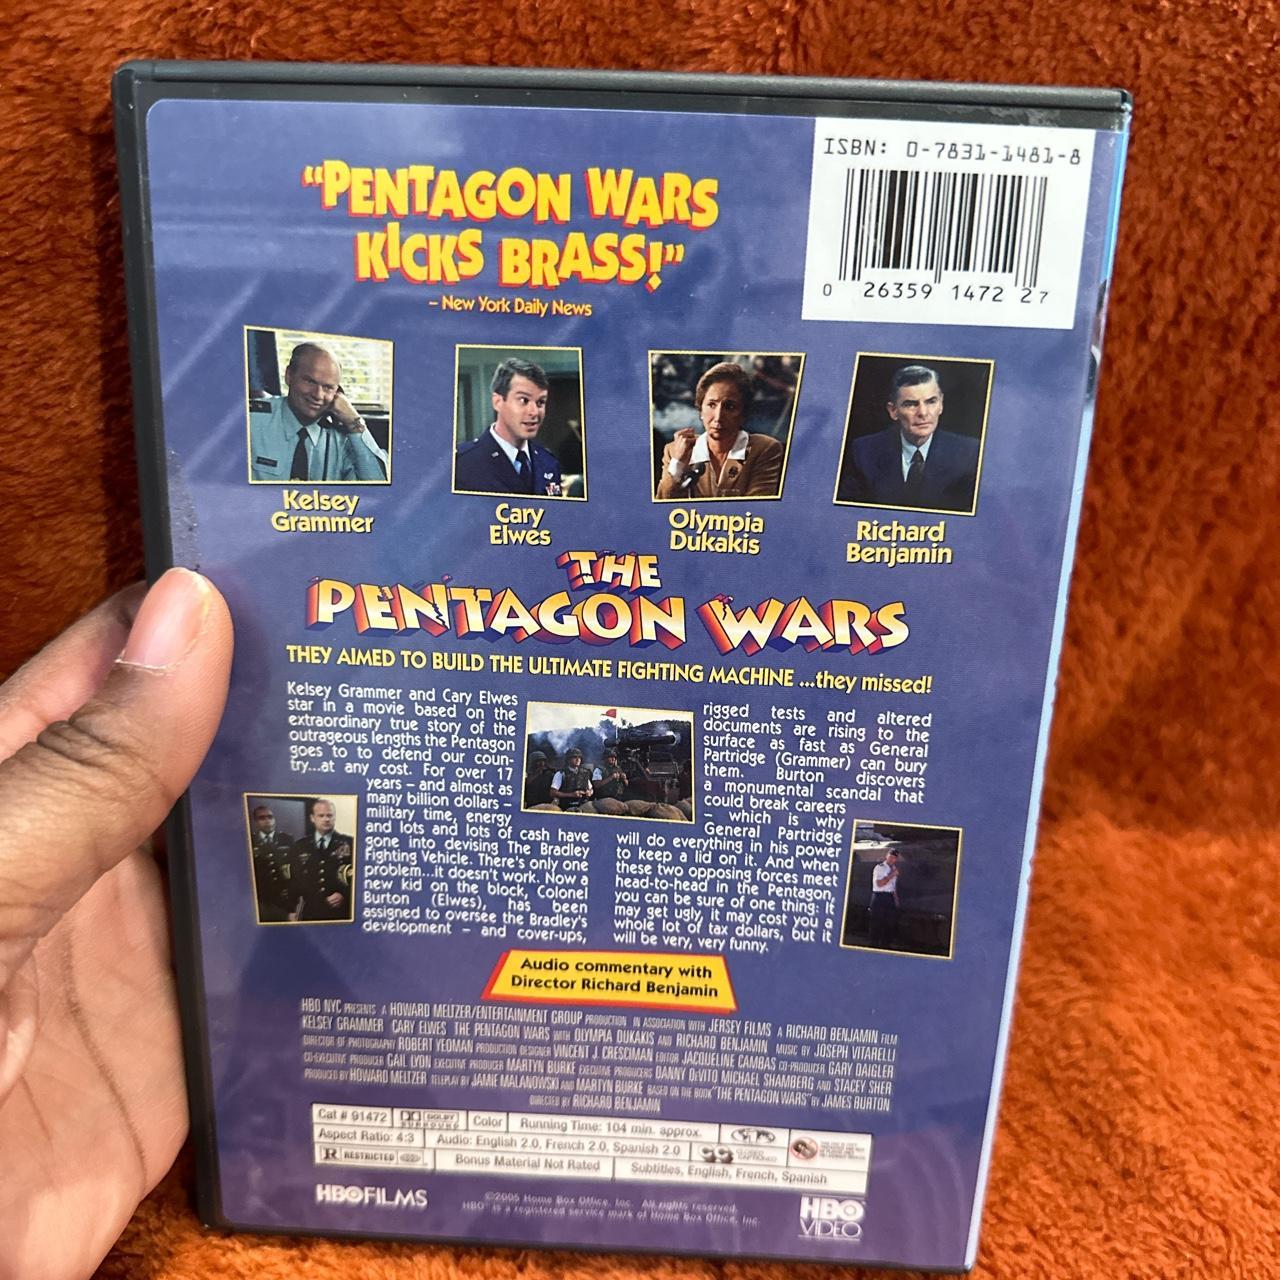 ISBN: 0-7831-1481-8
0 26359 1472 2 7
"PENTAGON WARS
KICKS BRASS!"
– New York Daily News
Kelsey
Grammer
Cary
Elwes
Olympia
Dukakis
Richard
Benjamin
THE
PENTAGON WARS
THEY AIMED TO BUILD THE ULTIMATE FIGHTING MACHINE ...they missed!
Kelsey Grammer and Cary Elwes
star in a movie based on the
extraordinary true story of the
outrageous lengths the Pentagon
goes to to defend our coun-
try...at any cost. For over 17
years – and almost as
many billion dollars –
military time, energy
and lots and lots of cash have
gone into devising The Bradley
Fighting Vehicle. There's only one
problem...it doesn't work. Now a
new kid on the block, Colonel
Burton (Elwes), has been
assigned to oversee the Bradley's
development – and cover-ups,
rigged tests and altered
documents are rising to the
surface as fast as General
Partridge (Grammer) can bury
them. Burton discovers
a monumental scandal that
could break careers
– which is why
General Partridge
will do everything in his power
to keep a lid on it. And when
these two opposing forces meet
head-to-head in the Pentagon,
you can be sure of one thing: It
may get ugly, it may cost you a
whole lot of tax dollars, but it
will be very, very funny.
Audio commentary with
Director Richard Benjamin
HBO NYC PRESENTS A HOWARD MELTZER/ENTERTAINMENT GROUP PRODUCTION IN ASSOCIATION WITH JERSEY FILMS A RICHARD BENJAMIN FILM
KELSEY GRAMMER CARY ELWES THE PENTAGON WARS WITH OLYMPIA DUKAKIS AND RICHARD BENJAMIN MUSIC BY JOSEPH VITARELLI
DIRECTOR OF PHOTOGRAPHY ROBERT YEOMAN PRODUCTION DESIGNER VINCENT J. CRESCIMAN EDITOR JACQUELINE CAMBAS CO-PRODUCER GARY DAIGLER
CO-EXECUTIVE PRODUCER GAIL LYON EXECUTIVE PRODUCER MARTYN BURKE EXECUTIVE PRODUCERS DANNY DeVITO MICHAEL SHAMBERG AND STACEY SHER
PRODUCED BY HOWARD MELTZER TELEPLAY BY JAMIE MALANOWSKI AND MARTYN BURKE BASED ON THE BOOK "THE PENTAGON WARS" BY JAMES BURTON
DIRECTED BY RICHARD BENJAMIN
Cat # 91472 DOLBY SURROUND Color Running Time: 104 min. approx.
Aspect Ratio: 4:3 Audio: English 2.0, French 2.0, Spanish 2.0 CC CLOSED CAPTIONED
R RESTRICTED Bonus Material Not Rated Subtitles, English, French, Spanish
HBO FILMS
©2005 Home Box Office, Inc. All rights reserved.
HBO® is a registered service mark of Home Box Office, Inc.
HBO
VIDEO